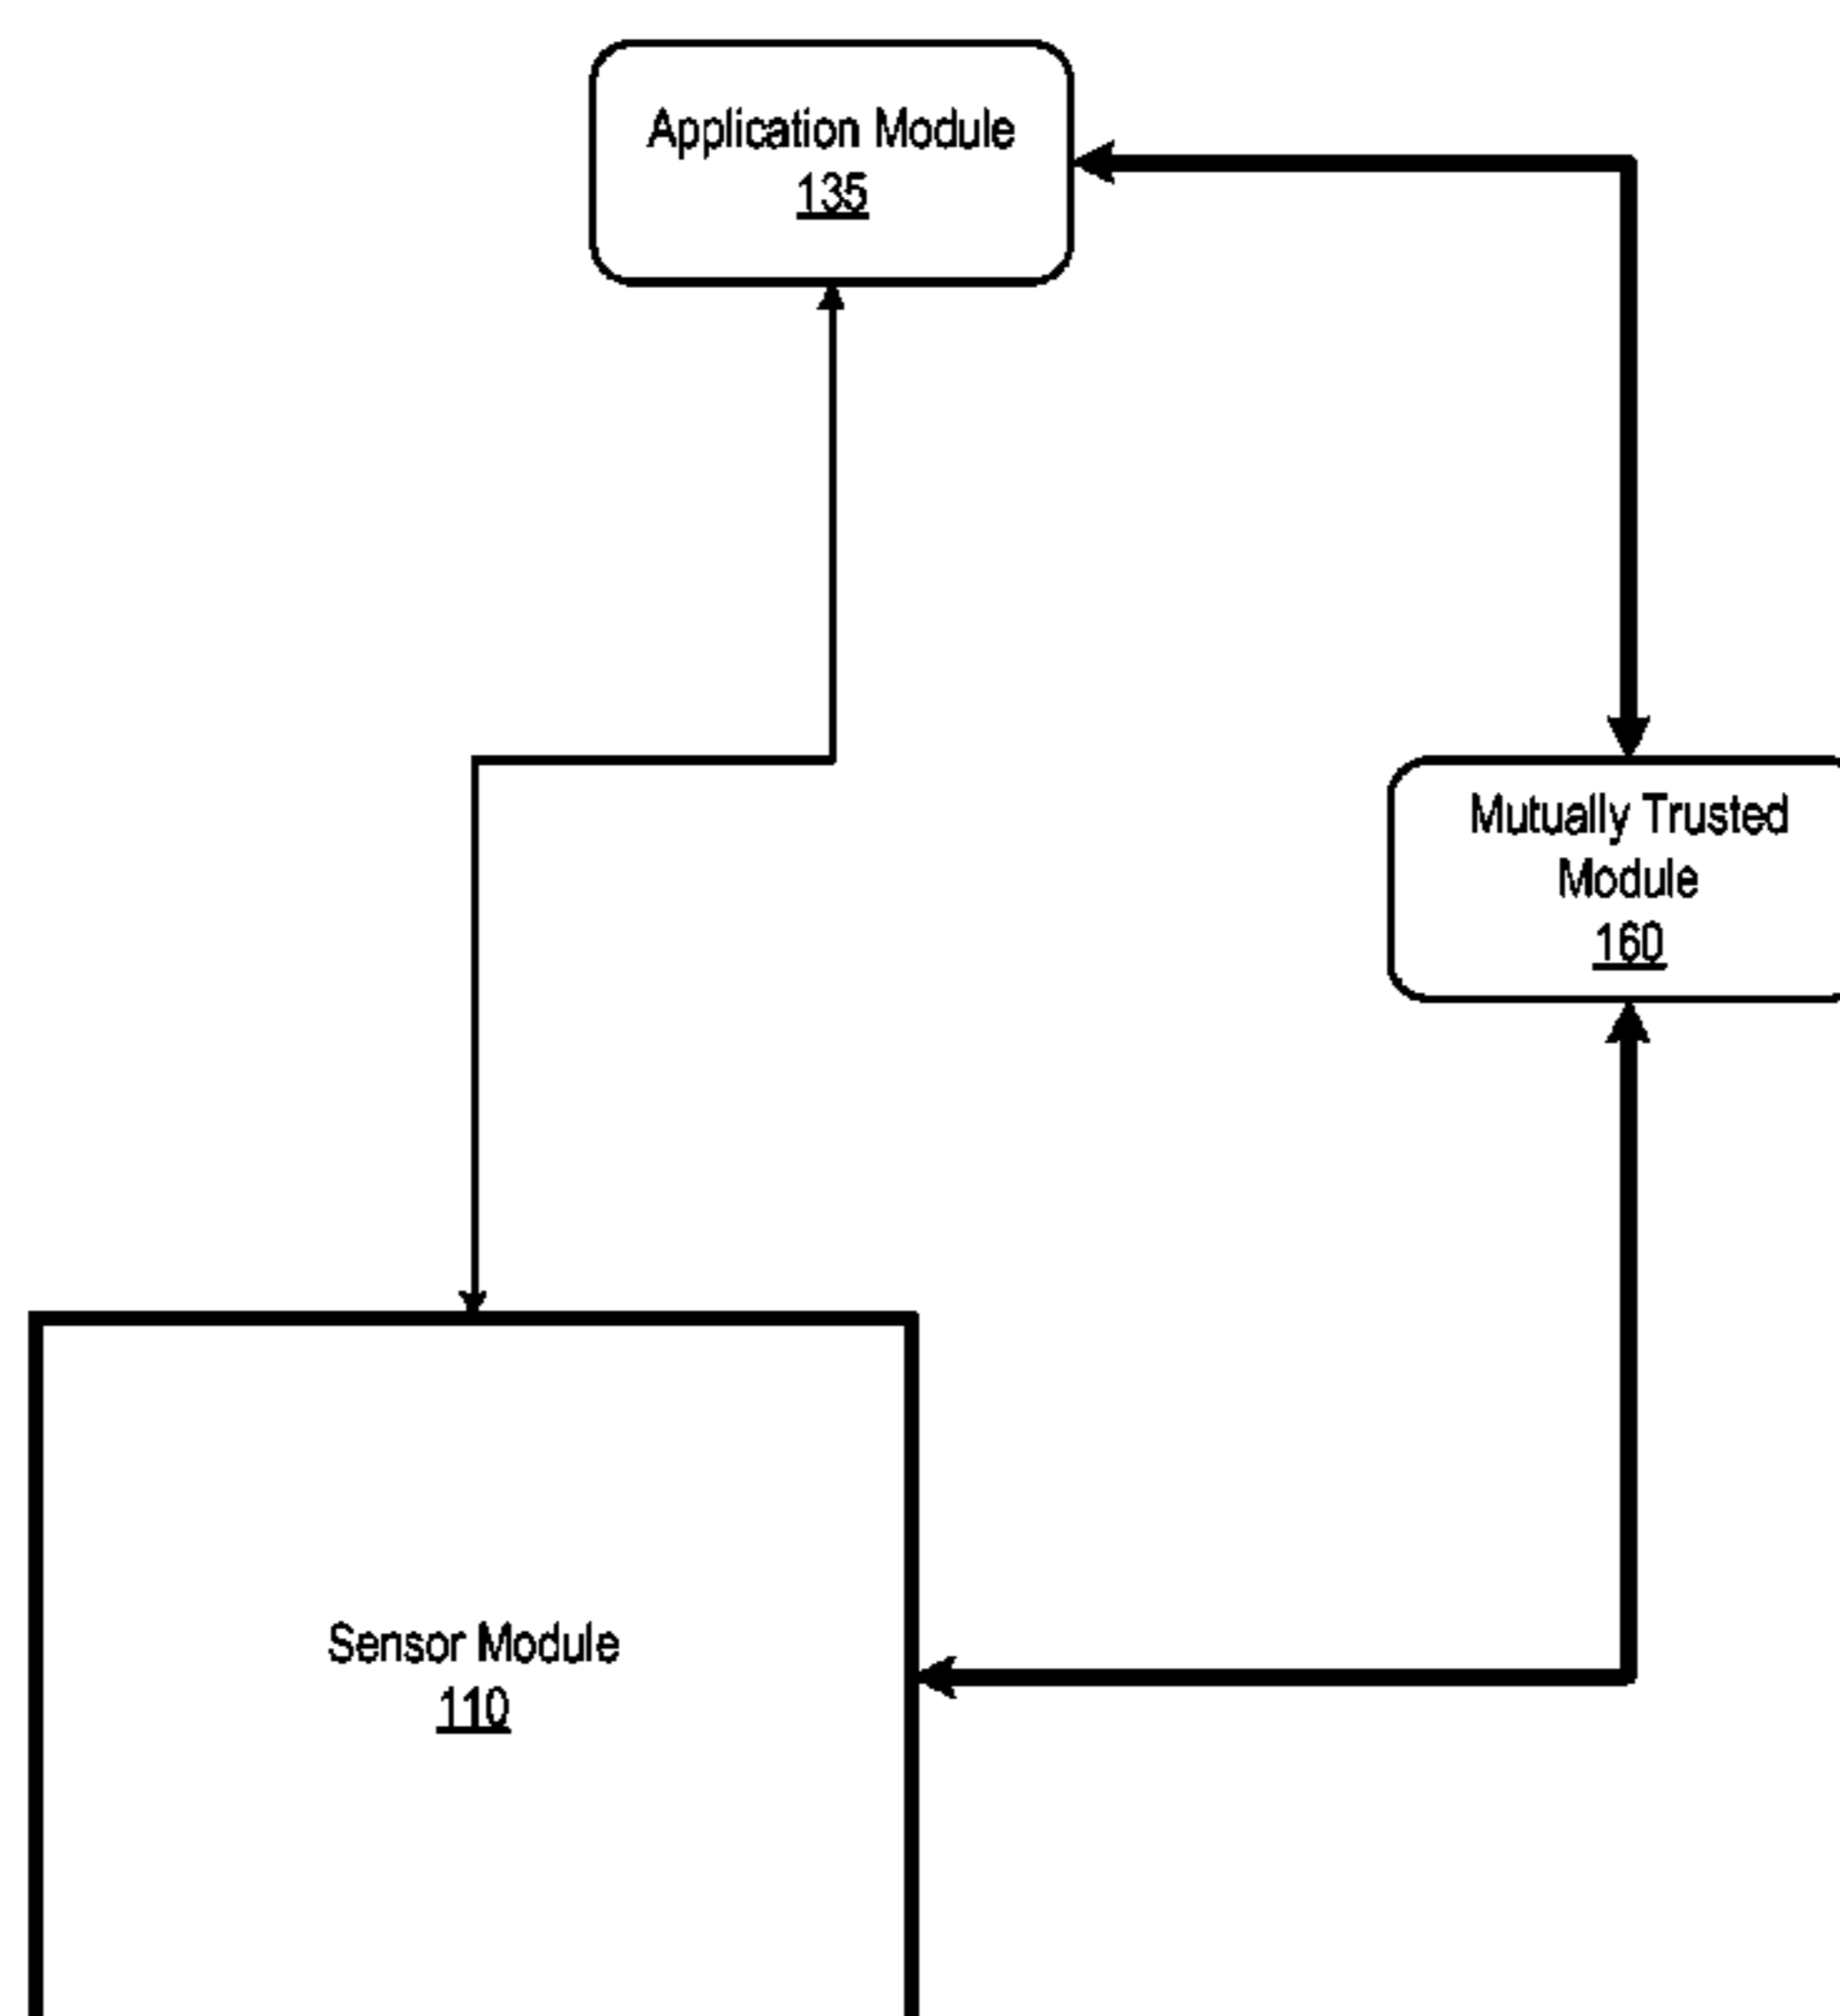 Application Module
135
Mutually Trusted
Module
160
Sensor Module
110